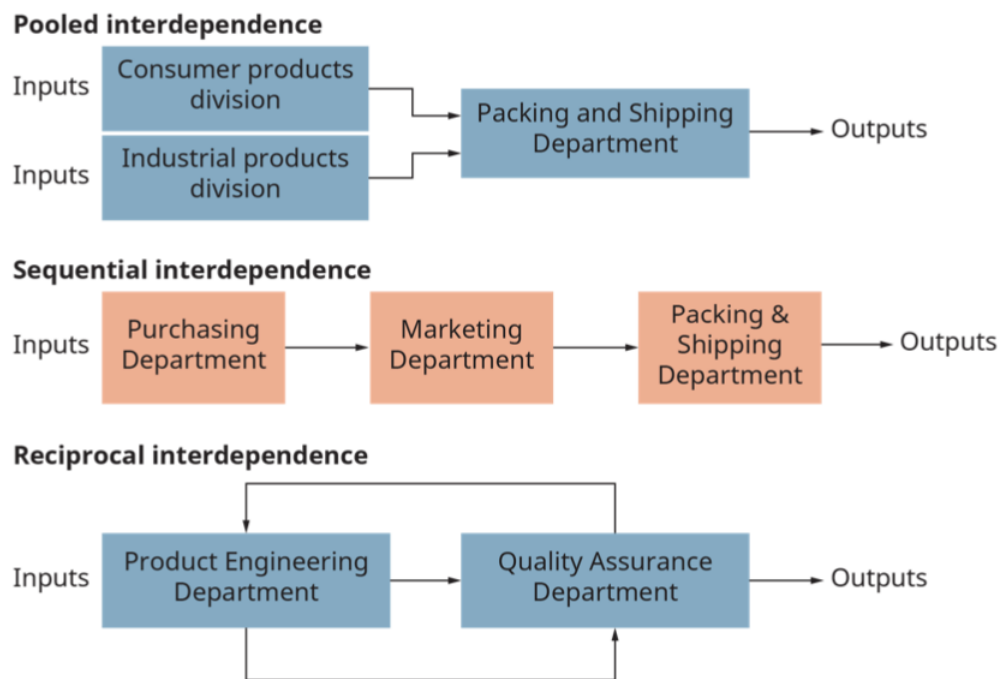 Pooled interdependence
Inputs
Consumer products
division
Packing and Shipping
Department
Outputs
Inputs
Industrial products
division
Sequential interdependence
Inputs
Purchasing
Department
Marketing
Department
Packing &
Shipping
Department
Outputs
Reciprocal interdependence
Inputs
Product Engineering
Department
Quality Assurance
Department
Outputs